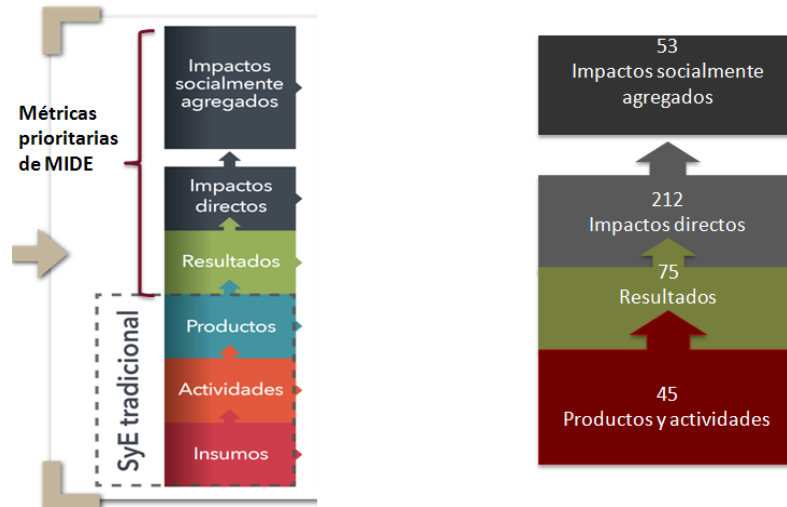 Métricas
prioritarias
de MIDE
Impactos
socialmente
agregados
Impactos
directos
Resultados
Productos
Actividades
Insumos
SyE tradicional
53
Impactos socialmente
agregados
212
Impactos directos
75
Resultados
45
Productos y actividades